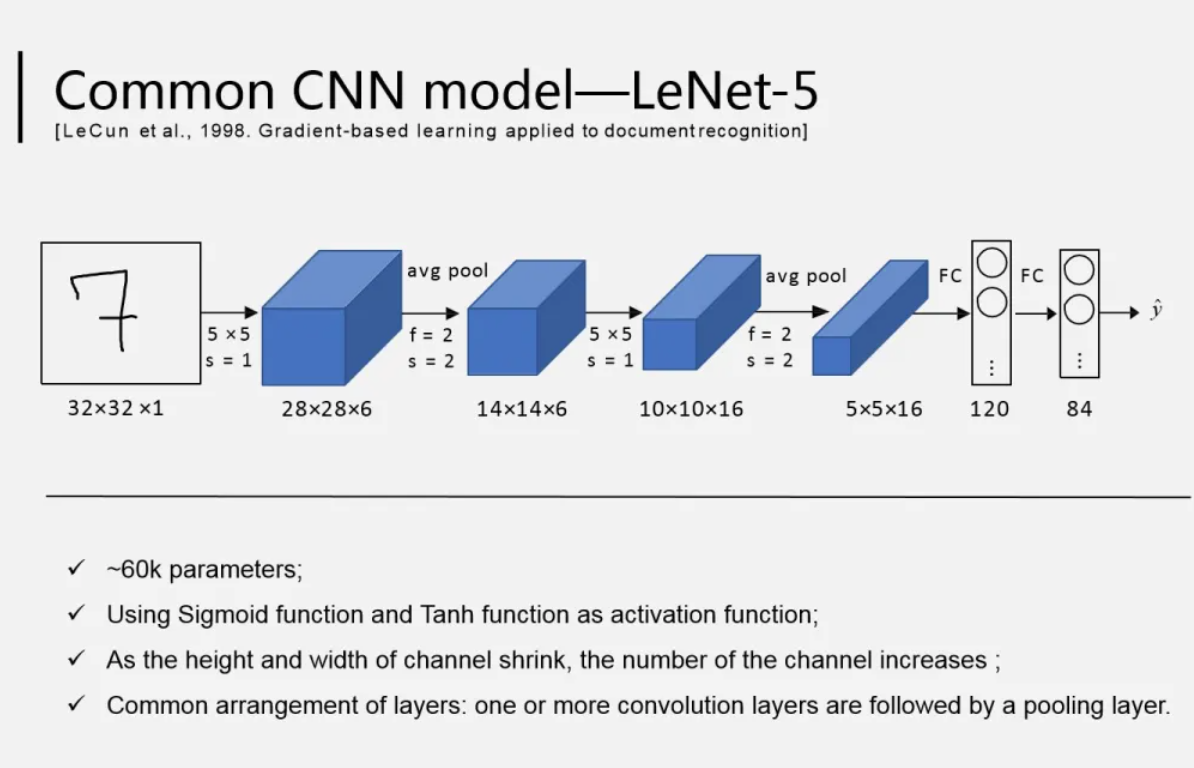 Common CNN model—LeNet-5
[LeCun et al., 1998. Gradient-based learning applied to document recognition]
7
5 ×5
s = 1
avg pool
f = 2
s = 2
5 ×5
s = 1
avg pool
f = 2
s = 2
FC
⋮
FC
⋮
ŷ
32×32 ×1
28×28×6
14×14×6
10×10×16
5×5×16
120
84
✓ ~60k parameters;
✓ Using Sigmoid function and Tanh function as activation function;
✓ As the height and width of channel shrink, the number of the channel increases ;
✓ Common arrangement of layers: one or more convolution layers are followed by a pooling layer.